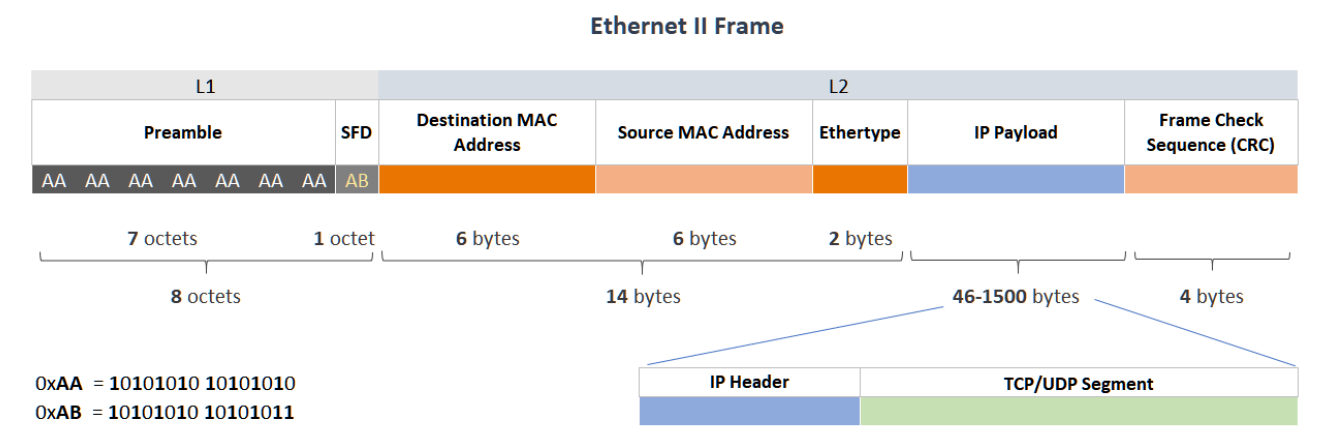 Ethernet II Frame
L1 L2
Preamble SFD Destination MAC Address Source MAC Address Ethertype IP Payload Frame Check Sequence (CRC)
AA AA AA AA AA AA AA AB
7 octets 1 octet 6 bytes 6 bytes 2 bytes
8 octets 14 bytes 46-1500 bytes 4 bytes
0xAA = 10101010 10101010
0xAB = 10101010 10101011
IP Header TCP/UDP Segment